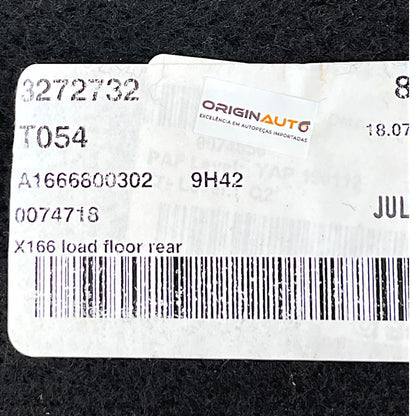 3272732
8
ORIGINAUTO
EXCELÊNCIA EM AUTOPEÇAS IMPORTADAS
T054
18.07
A1666800302 9H42
0074718
JUL
X166 load floor rear